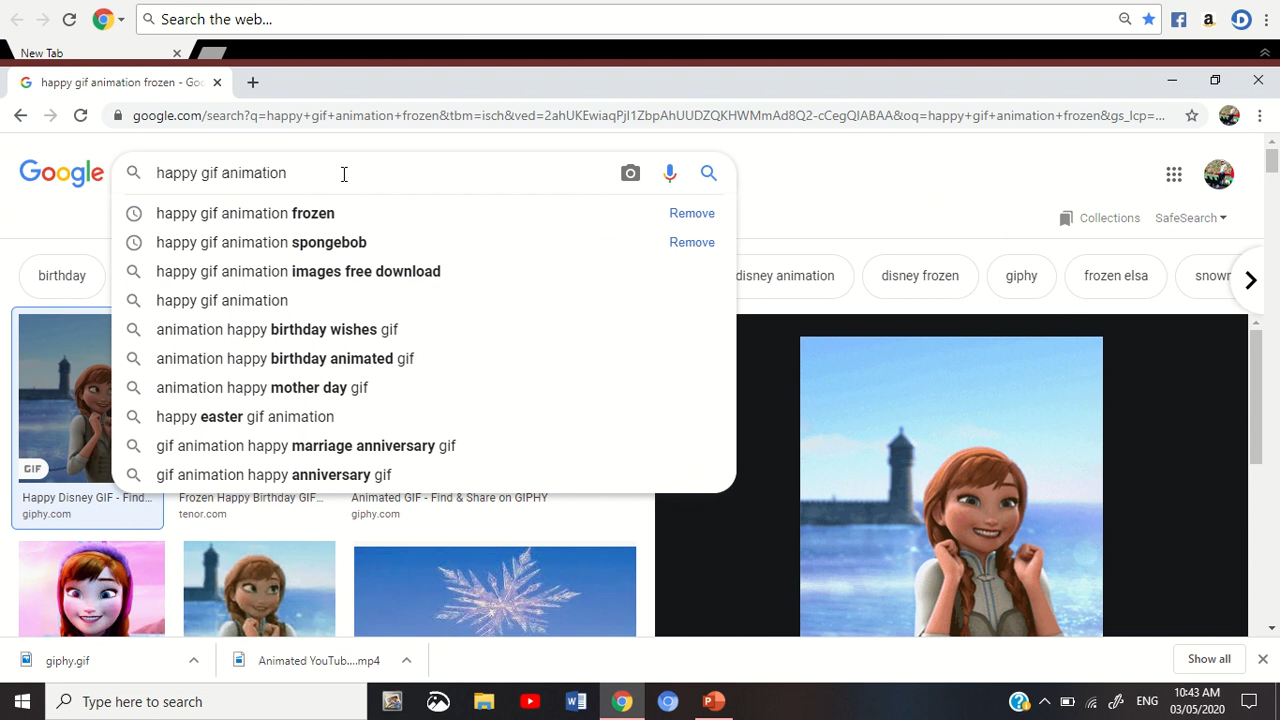 Search the web...
New Tab
happy gif animation frozen - Goo
google.com/search?q=happy+gif+animation+frozen&tbm=isch&ved=2ahUKEwiaqPjI1ZbpAhUUDZQKHWMmAd8Q2-cCegQIABAA&oq=happy+gif+animation+frozen&gs_lcp=...
Google
happy gif animation
happy gif animation frozen Remove
happy gif animation spongebob Remove
happy gif animation images free download
happy gif animation
animation happy birthday wishes gif
animation happy birthday animated gif
animation happy mother day gif
happy easter gif animation
gif animation happy marriage anniversary gif
gif animation happy anniversary gif
Collections SafeSearch
birthday disney animation disney frozen giphy frozen elsa snowm
GIF
Happy Disney GIF - Find... Frozen Happy Birthday GIF... Animated GIF - Find & Share on GIPHY
giphy.com tenor.com giphy.com
giphy.gif Animated YouTub....mp4 Show all
Type here to search
ENG
10:43 AM
03/05/2020